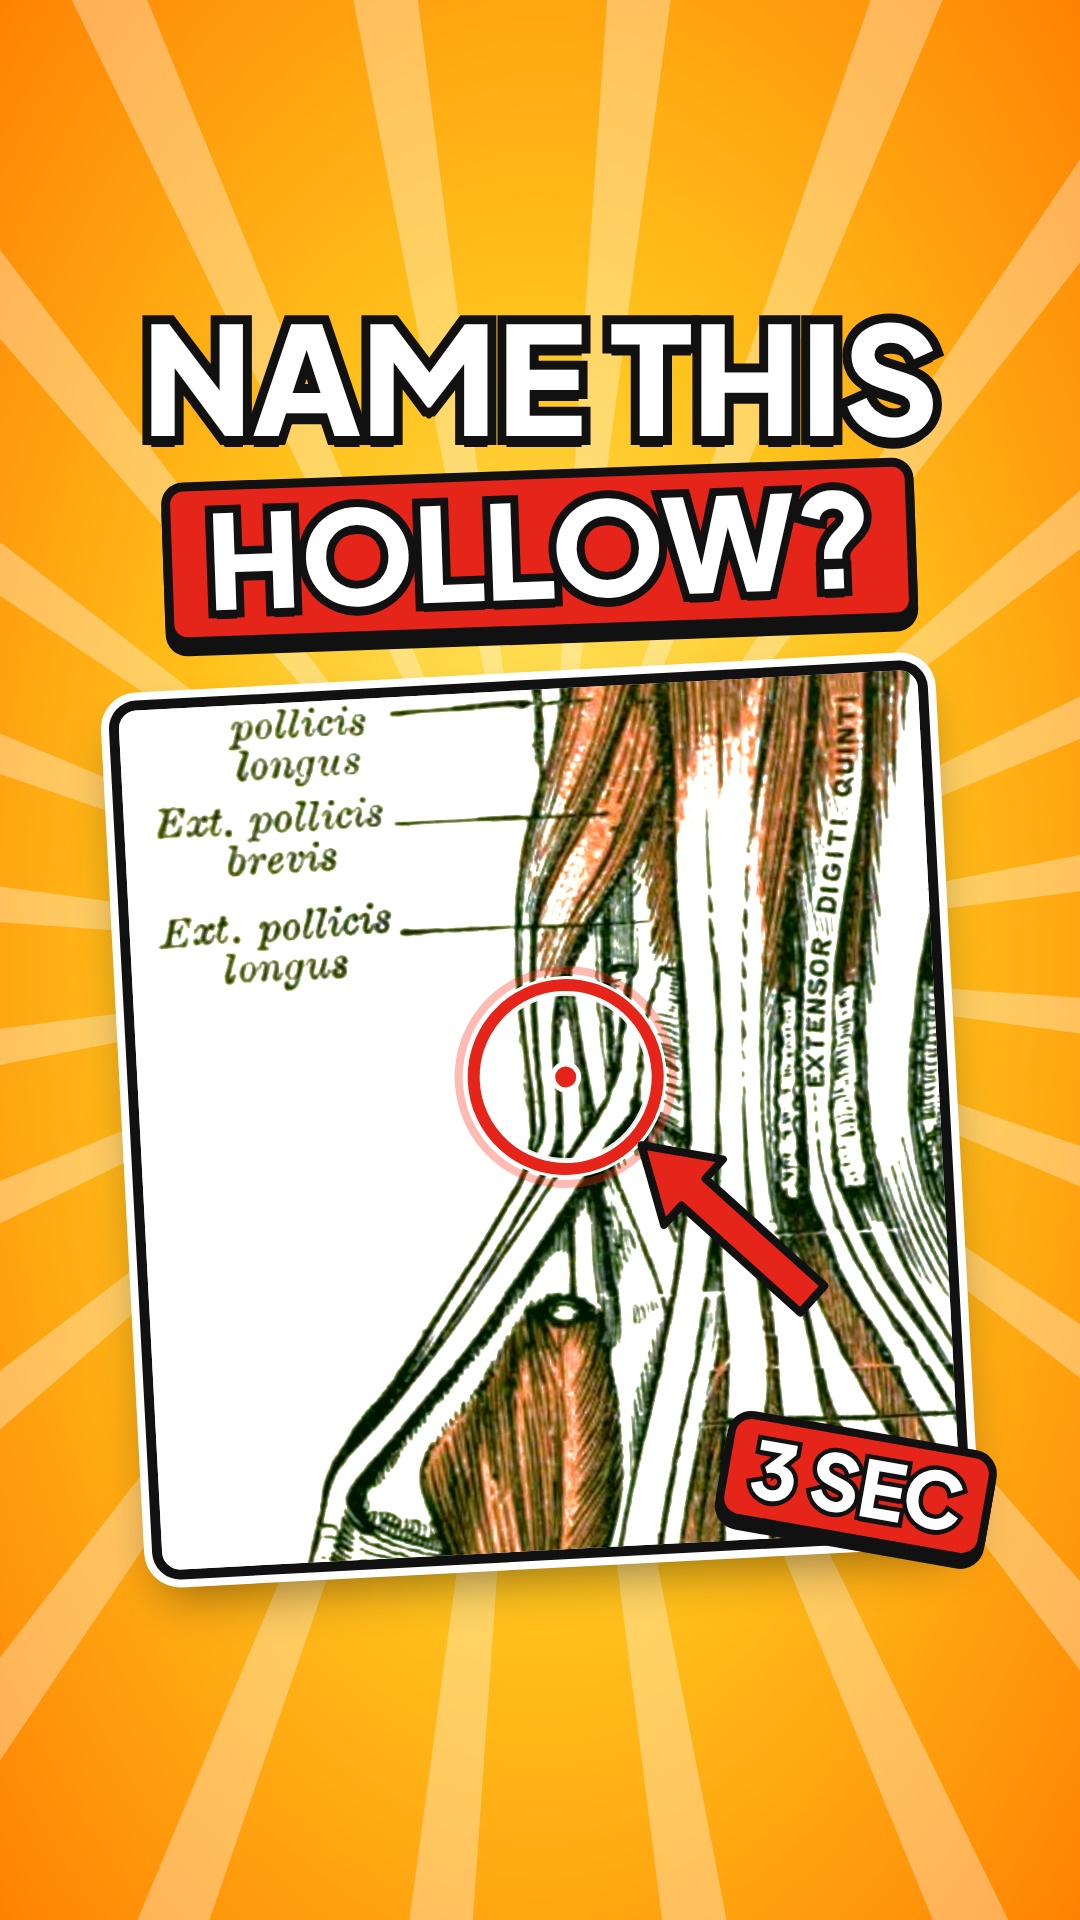 NAME THIS
HOLLOW?
pollicis
longus
Ext. pollicis
brevis
Ext. pollicis
longus
EXTENSOR DIGITI QUINTI
3 SEC